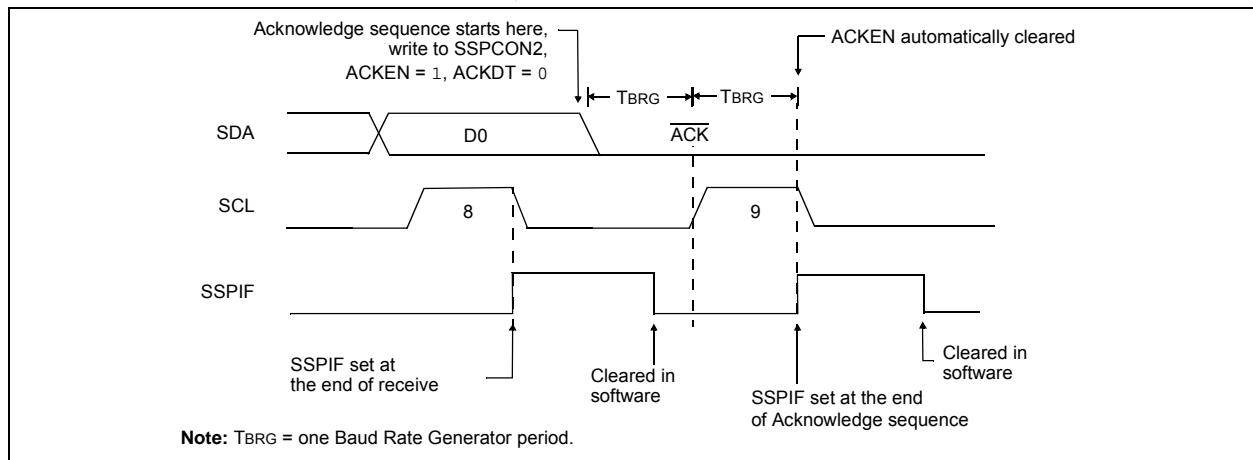 Acknowledge sequence starts here,
write to SSPCON2,
ACKEN = 1, ACKDT = 0
ACKEN automatically cleared
TBRG
TBRG
SDA
D0
ACK
SCL
8
9
SSPIF
SSPIF set at
the end of receive
Cleared in
software
SSPIF set at the end
of Acknowledge sequence
Cleared in
software
Note: TBRG = one Baud Rate Generator period.